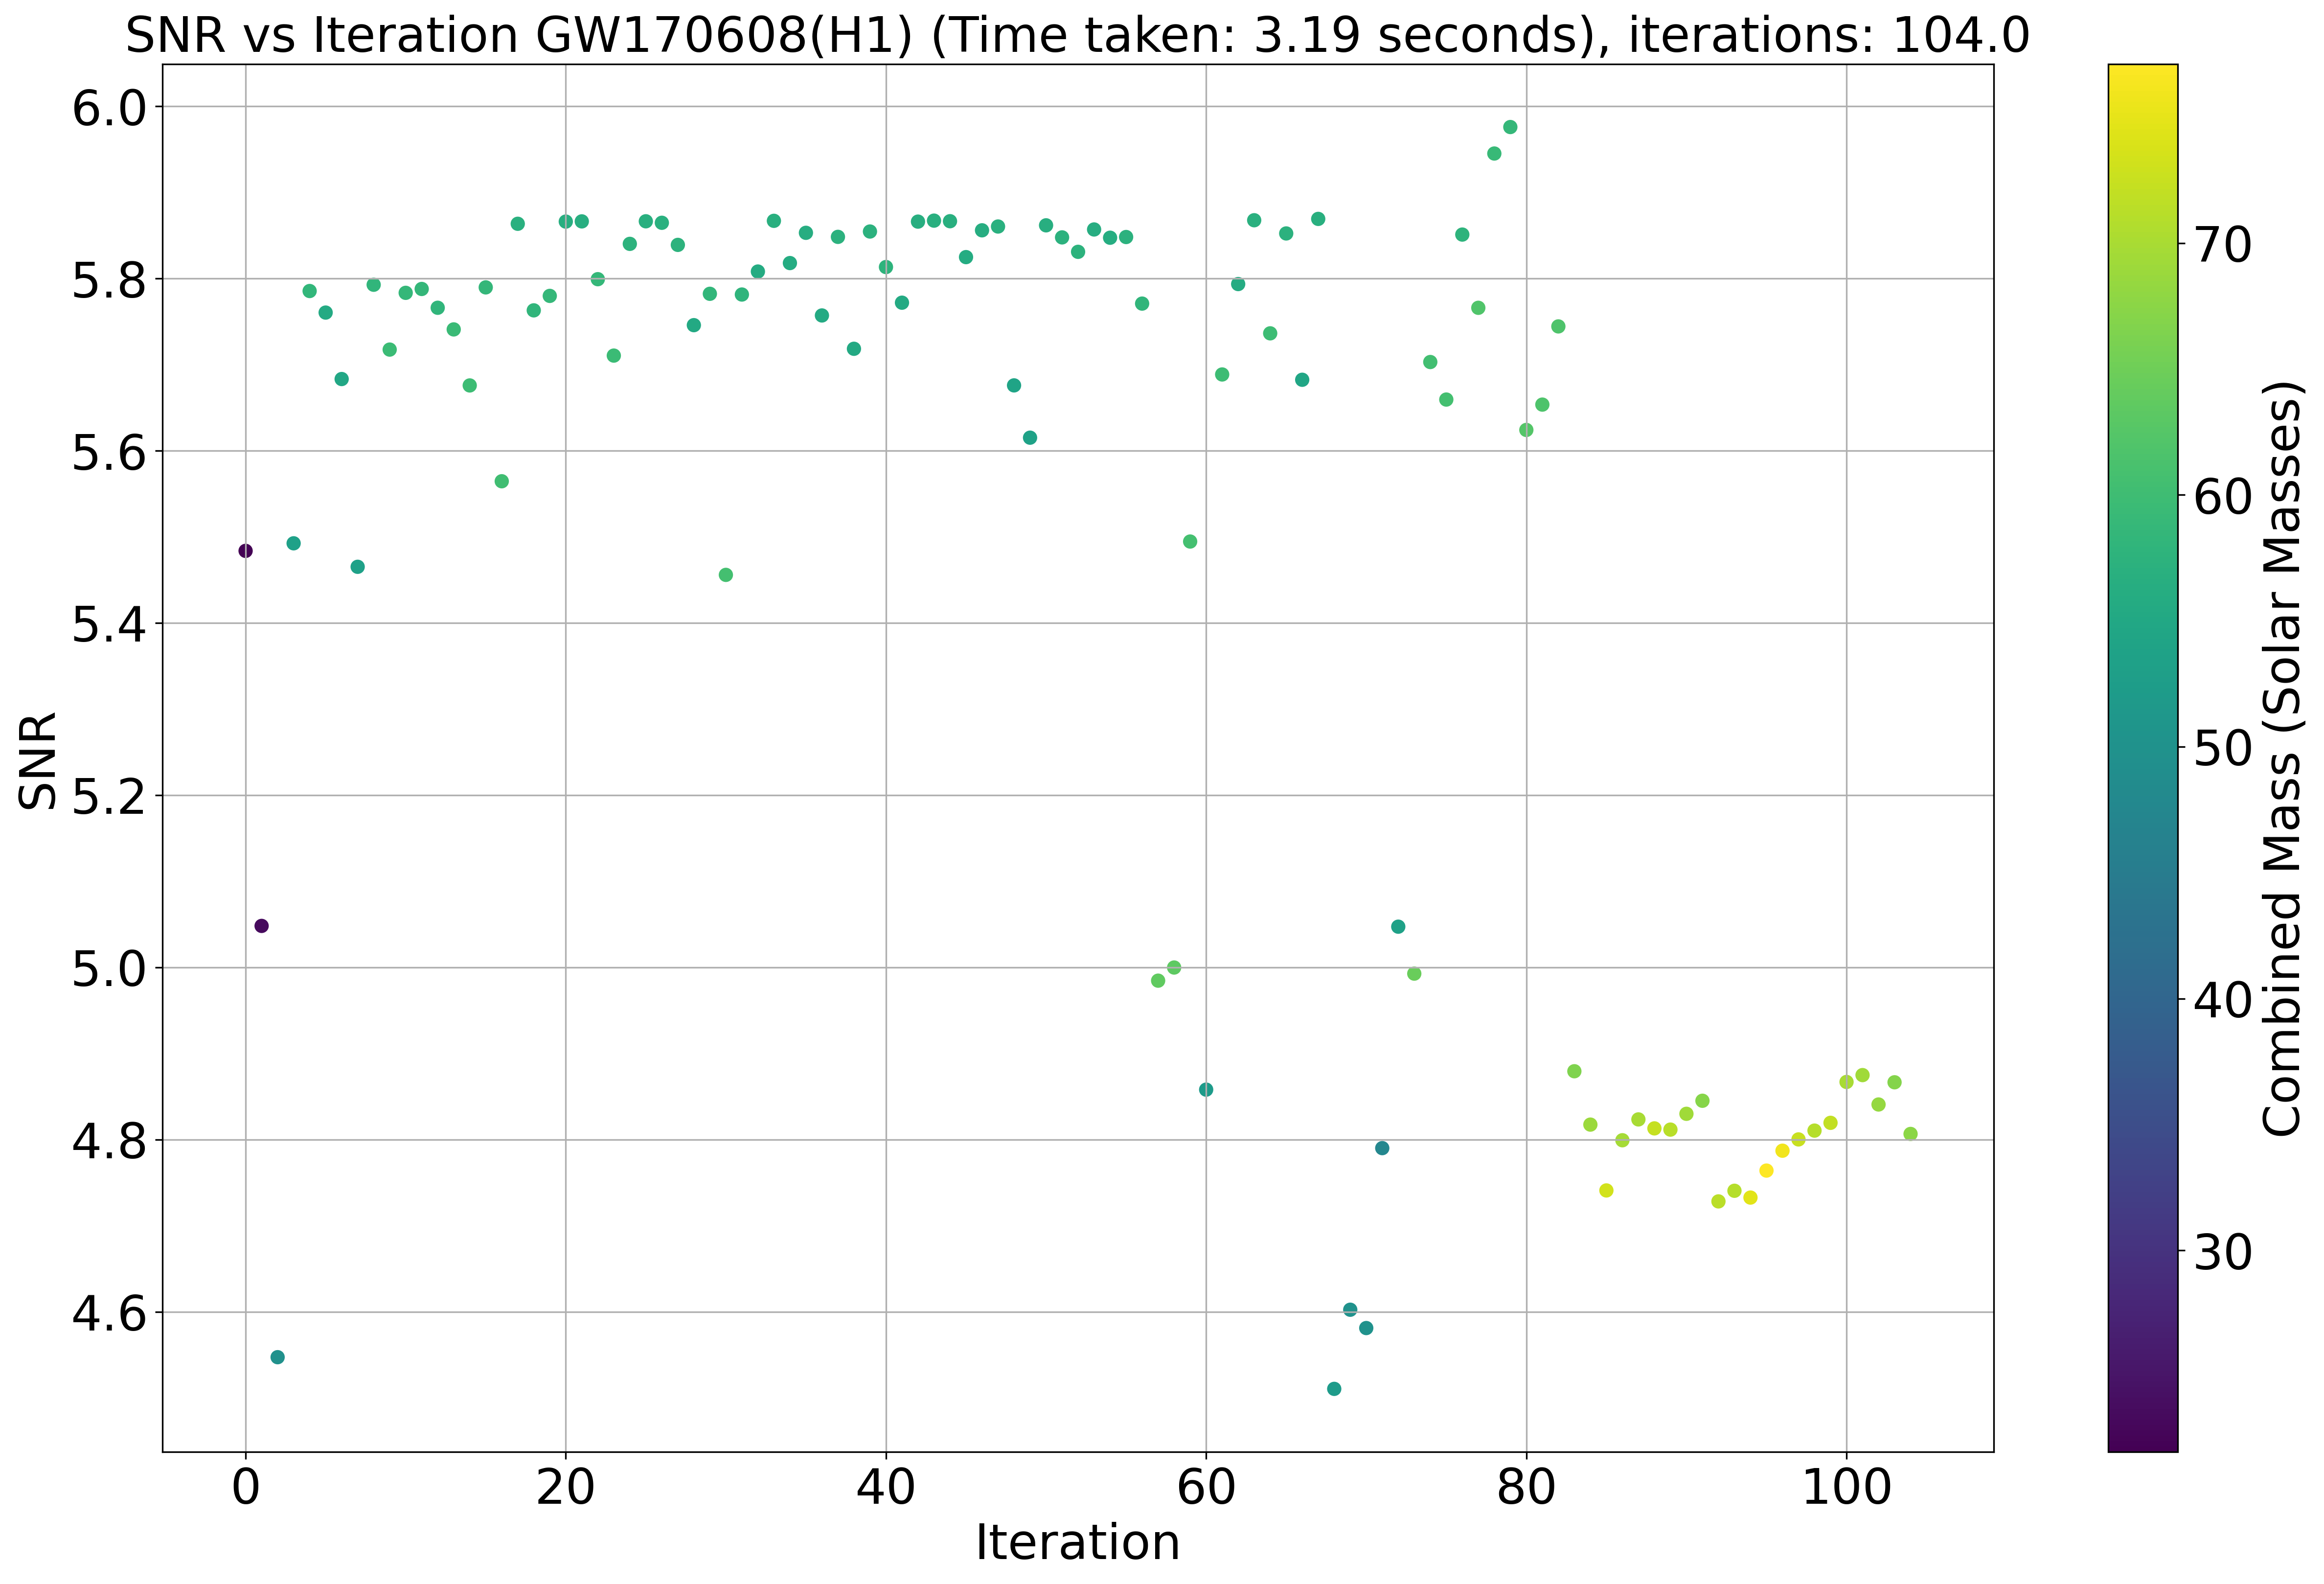 SNR vs Iteration GW170608(H1) (Time taken: 3.19 seconds), iterations: 104.0
6.0
5.8
5.6
5.4
5.2
5.0
4.8
4.6
SNR
0 20 40 60 80 100
Iteration
70
60
50
40
30
Combined Mass (Solar Masses)